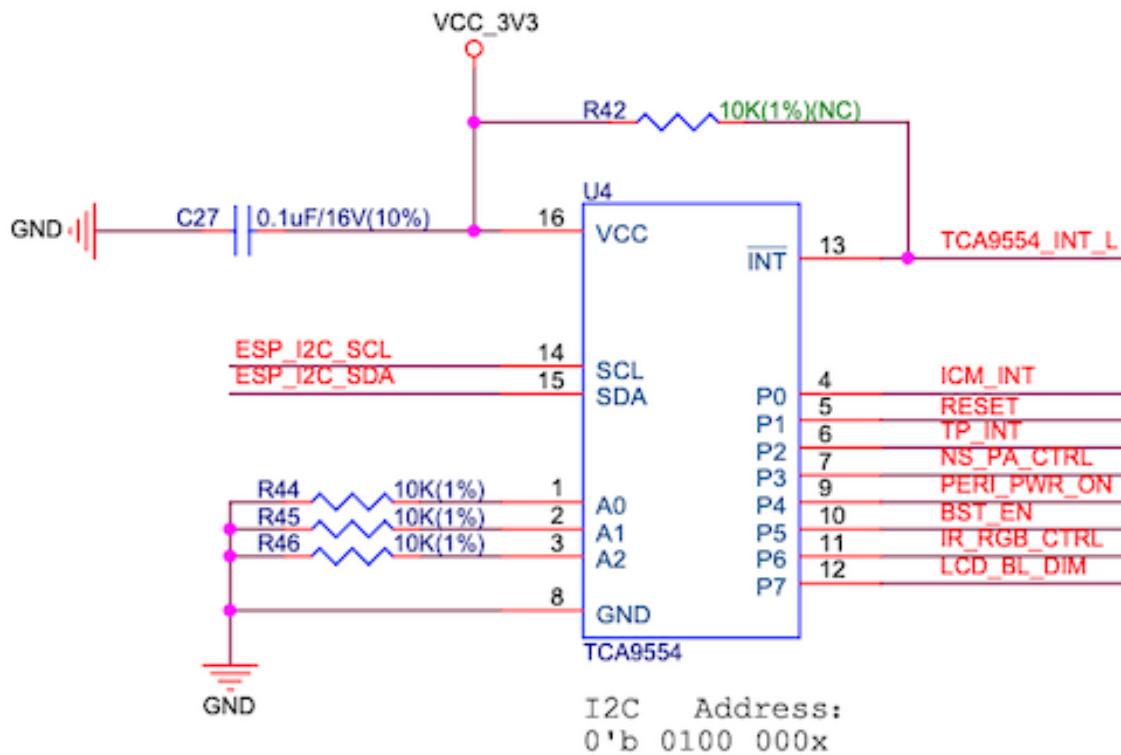 VCC_3V3
R42 10K(1%)(NC)
U4
GND C27 0.1uF/16V(10%) 16 VCC
INT 13 TCA9554_INT_L
ESP_I2C_SCL 14 SCL
ESP_I2C_SDA 15 SDA
P0 4 ICM_INT
P1 5 RESET
P2 6 TP_INT
P3 7 NS_PA_CTRL
R44 10K(1%) 1 A0 P4 9 PERI_PWR_ON
R45 10K(1%) 2 A1 P5 10 BST_EN
R46 10K(1%) 3 A2 P6 11 IR_RGB_CTRL
P7 12 LCD_BL_DIM
8 GND
TCA9554
GND
I2C Address:
0'b 0100 000x